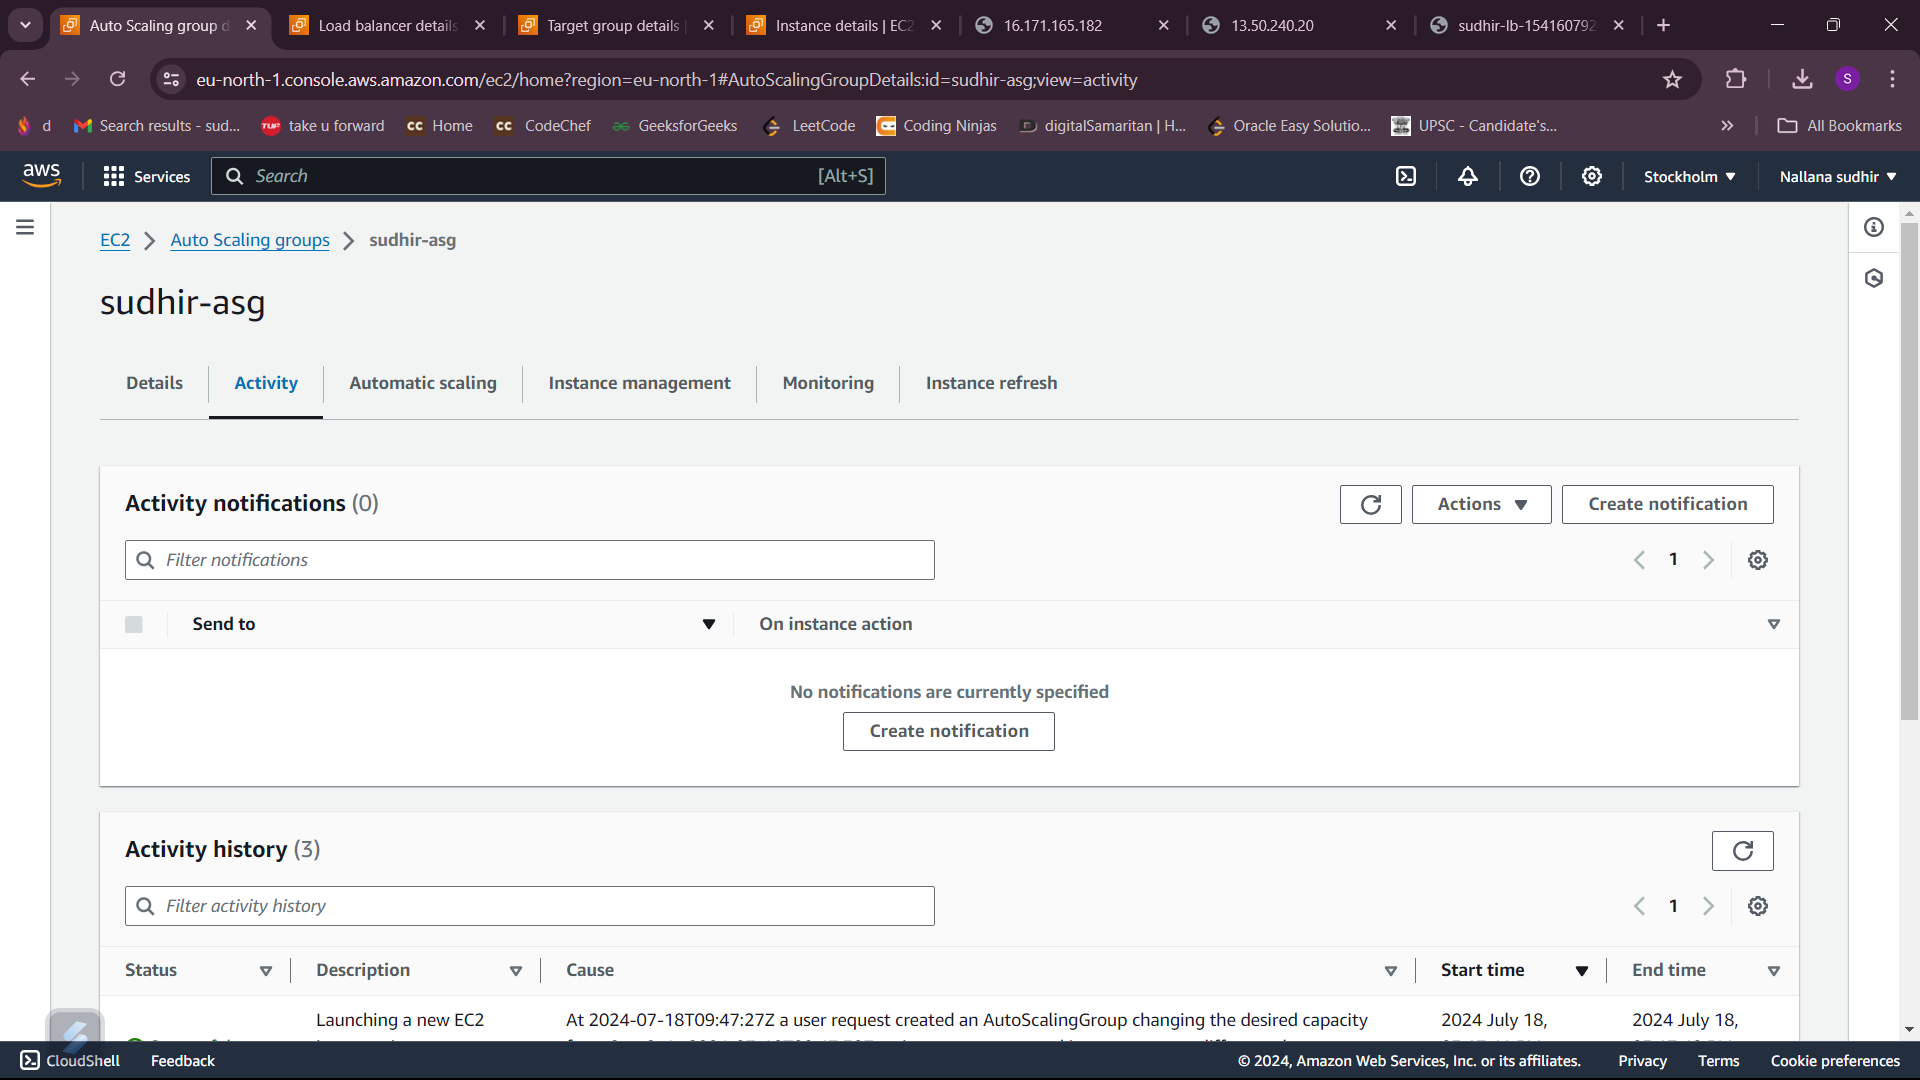 Auto Scaling group d
Load balancer details
Target group details
Instance details | EC2
16.171.165.182
13.50.240.20
sudhir-lb-154160792
eu-north-1.console.aws.amazon.com/ec2/home?region=eu-north-1#AutoScalingGroupDetails:id=sudhir-asg;view=activity
S
d
Search results - sud...
TUF take u forward
CC Home
CC CodeChef
GeeksforGeeks
LeetCode
Coding Ninjas
digitalSamaritan | H...
Oracle Easy Solutio...
UPSC - Candidate's...
All Bookmarks
aws
Services
Search
[Alt+S]
Stockholm
Nallana sudhir
EC2
Auto Scaling groups
sudhir-asg
sudhir-asg
Details
Activity
Automatic scaling
Instance management
Monitoring
Instance refresh
Activity notifications (0)
Actions
Create notification
Filter notifications
1
Send to
On instance action
No notifications are currently specified
Create notification
Activity history (3)
Filter activity history
1
Status
Description
Cause
Start time
End time
Launching a new EC2
At 2024-07-18T09:47:27Z a user request created an AutoScalingGroup changing the desired capacity
2024 July 18,
2024 July 18,
CloudShell
Feedback
© 2024, Amazon Web Services, Inc. or its affiliates.
Privacy
Terms
Cookie preferences